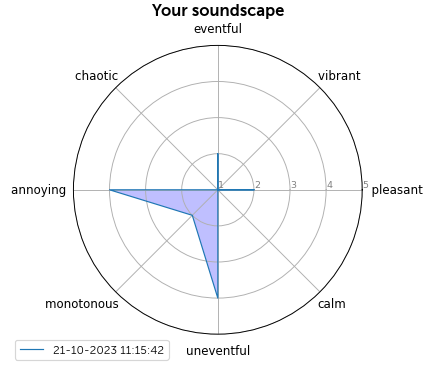 Your soundscape
eventful
chaotic
vibrant
annoying
1
2
3
4
5
pleasant
monotonous
calm
21-10-2023 11:15:42
uneventful